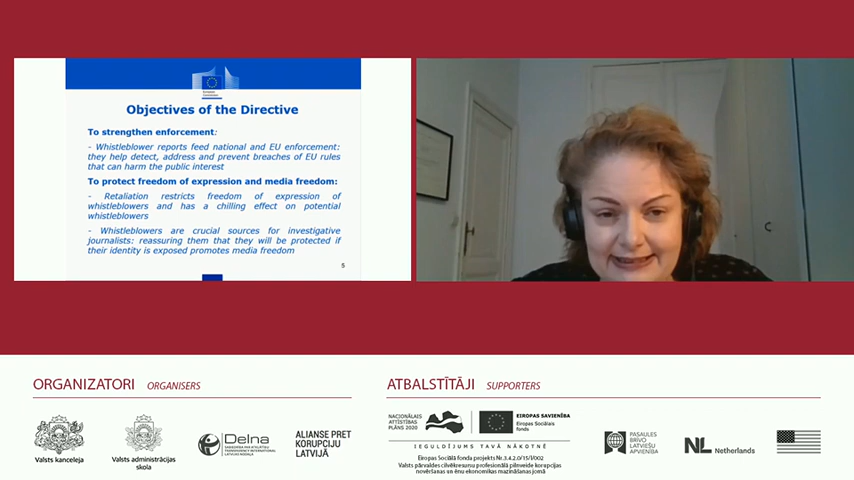 Objectives of the Directive
To strengthen enforcement:
- Whistleblower reports feed national and EU enforcement:
they help detect, address and prevent breaches of EU rules
that can harm the public interest
To protect freedom of expression and media freedom:
- Retaliation restricts freedom of expression of
whistleblowers and has a chilling effect on potential
whistleblowers
- Whistleblowers are crucial sources for investigative
journalists: reassuring them that they will be protected if
their identity is exposed promotes media freedom
5
ORGANIZATORI ORGANISERS
Valsts kanceleja
Valsts administrācijas
skola
Delna
ALIANSE PRET
KORUPCIJU
LATVIJĀ
ATBALSTĪTĀJI SUPPORTERS
NACIONĀLAIS
ATTĪSTĪBAS
PLĀNS 2020
EIROPAS SAVIENĪBA
Eiropas Sociālais
fonds
IEGULDĪJUMS TAVĀ NĀKOTNĒ
Eiropas Sociālā fonda projekts Nr.3.4.2.0/15/I/002
Valsts pārvaldes cilvēkresursu profesionālā pilnveide korupcijas
novēršanas un ēnu ekonomikas mazināšanas jomā
PASAULES
BRĪVO
LATVIEŠU
APVIENĪBA
NL Netherlands